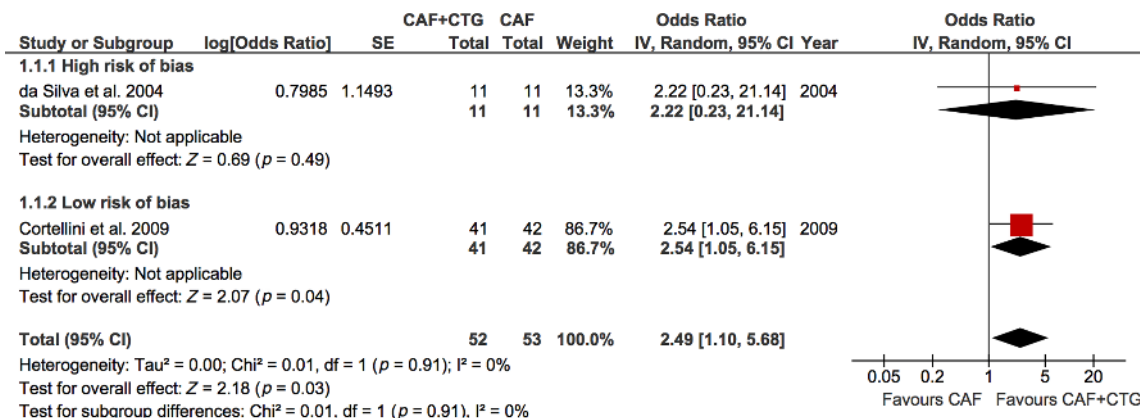 CAF+CTG CAF Odds Ratio Odds Ratio
Study or Subgroup log[Odds Ratio] SE Total Total Weight IV, Random, 95% CI Year IV, Random, 95% CI
1.1.1 High risk of bias
da Silva et al. 2004 0.7985 1.1493 11 11 13.3% 2.22 [0.23, 21.14] 2004
Subtotal (95% CI) 11 11 13.3% 2.22 [0.23, 21.14]
Heterogeneity: Not applicable
Test for overall effect: Z = 0.69 (p = 0.49)
1.1.2 Low risk of bias
Cortellini et al. 2009 0.9318 0.4511 41 42 86.7% 2.54 [1.05, 6.15] 2009
Subtotal (95% CI) 41 42 86.7% 2.54 [1.05, 6.15]
Heterogeneity: Not applicable
Test for overall effect: Z = 2.07 (p = 0.04)
Total (95% CI) 52 53 100.0% 2.49 [1.10, 5.68]
Heterogeneity: Tau² = 0.00; Chi² = 0.01, df = 1 (p = 0.91); I² = 0%
Test for overall effect: Z = 2.18 (p = 0.03)
Test for subgroup differences: Chi² = 0.01, df = 1 (p = 0.91), I² = 0%
0.05 0.2 1 5 20
Favours CAF Favours CAF+CTG